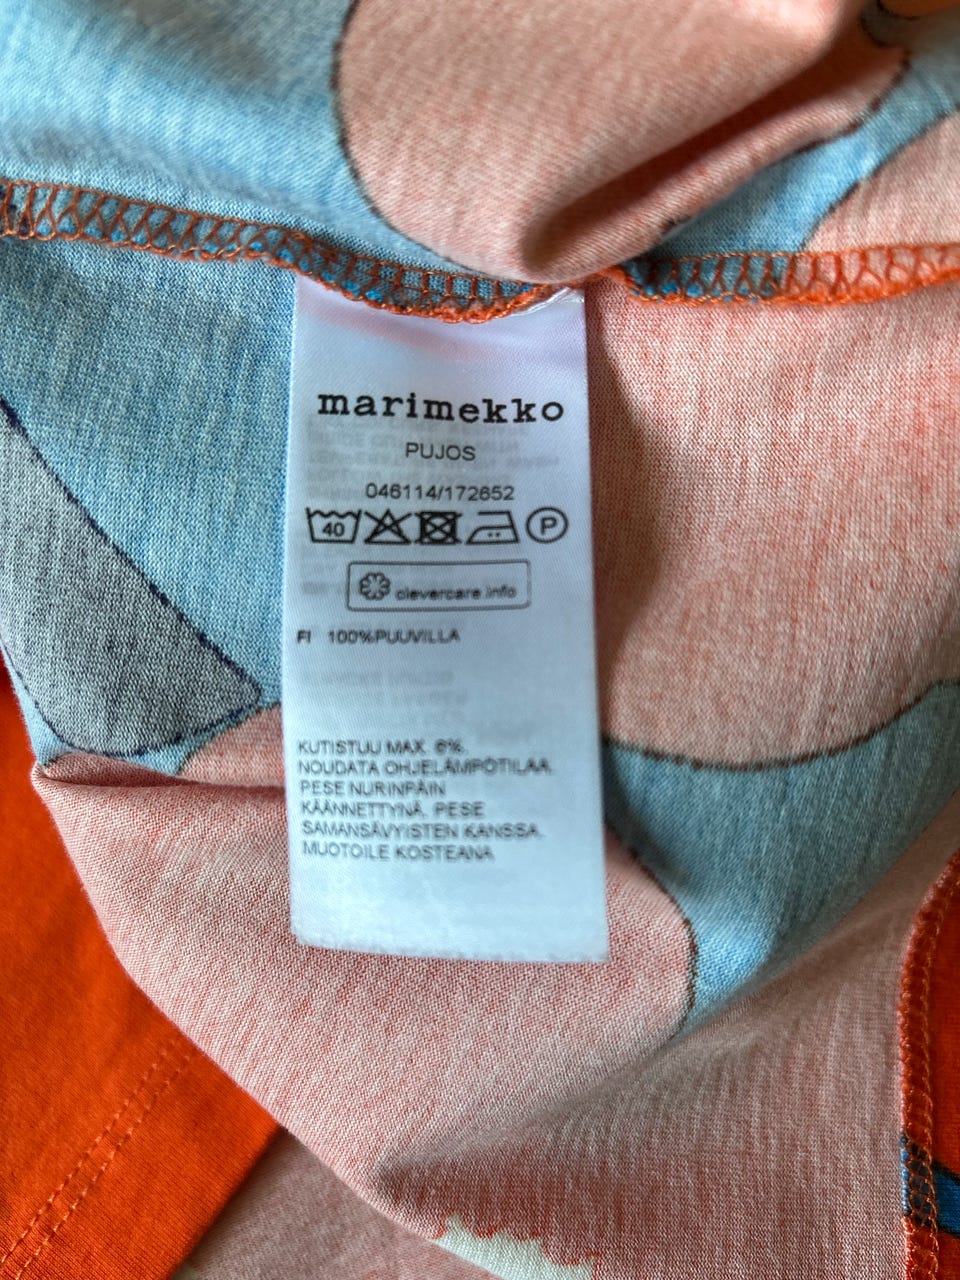 marimekko
PUJOS
046114/172652
40 P
clevercare.info
FI 100%PUUVILLA
KUTISTUU MAX. 6%.
NOUDATA OHJELÄMPÖTILAA.
PESE NURINPÄIN
KÄÄNNETTYNÄ. PESE
SAMANSÄVYISTEN KANSSA.
MUOTOILE KOSTEANA